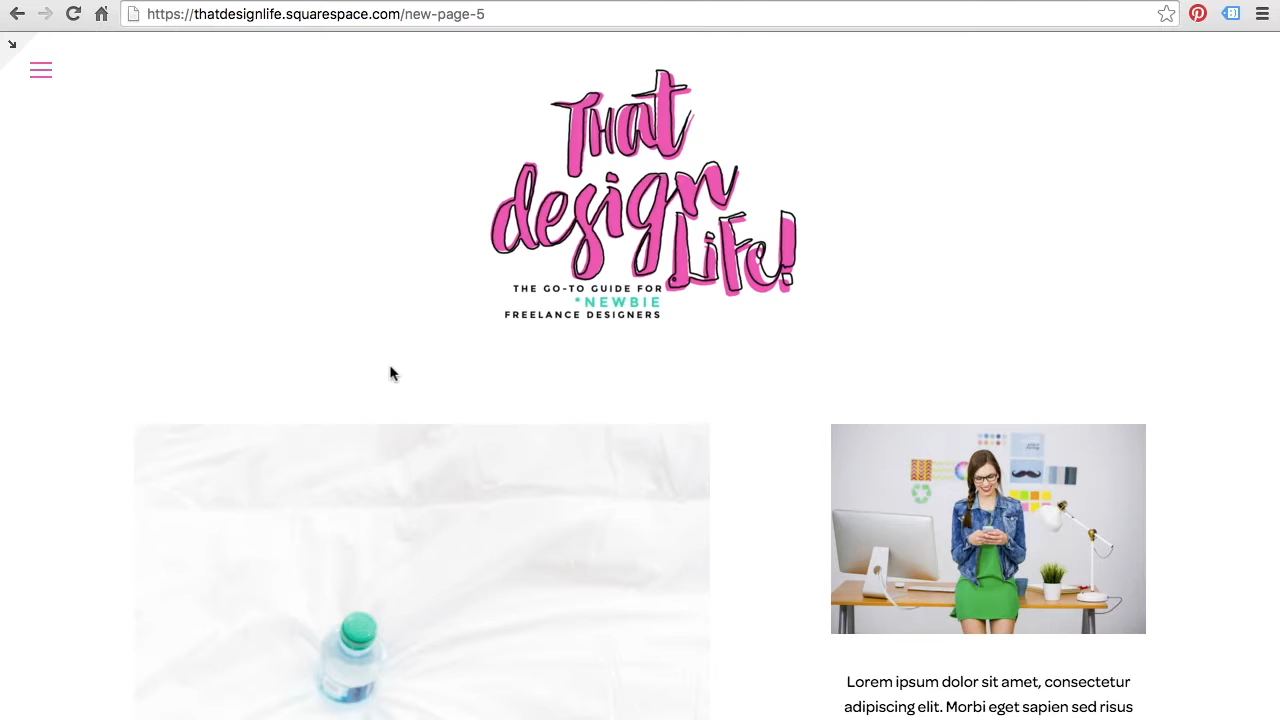 https://thatdesignlife.squarespace.com/new-page-5
That
design
Life!
THE GO-TO GUIDE FOR
*NEWBIE
FREELANCE DESIGNERS
Lorem ipsum dolor sit amet, consectetur
adipiscing elit. Morbi eget sapien sed risus